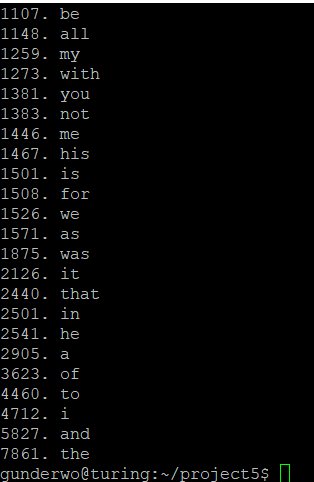 1107. be
1148. all
1259. my
1273. with
1381. you
1383. not
1446. me
1467. his
1501. is
1508. for
1526. we
1571. as
1875. was
2126. it
2440. that
2501. in
2541. he
2905. a
3623. of
4460. to
4712. i
5827. and
7861. the
gunderwo@turing:~/project5$